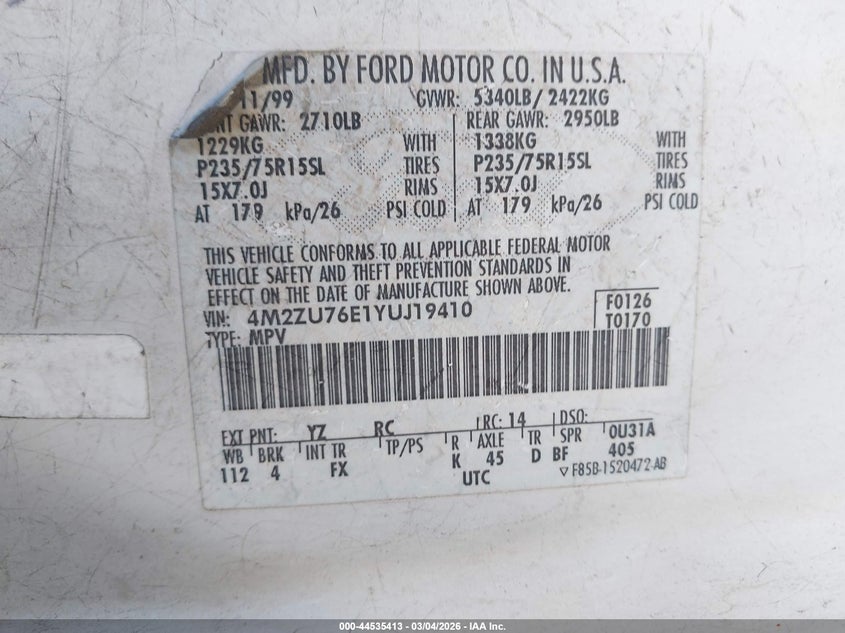 MFD. BY FORD MOTOR CO. IN U.S.A.
11/99 GVWR: 5340LB/ 2422KG
GAWR: 2710LB REAR GAWR: 2950LB
1229KG WITH 1338KG WITH
P235/75R15SL TIRES P235/75R15SL TIRES
15X7.0J RIMS 15X7.0J RIMS
AT 179 kPa/26 PSI COLD AT 179 kPa/26 PSI COLD
THIS VEHICLE CONFORMS TO ALL APPLICABLE FEDERAL MOTOR
VEHICLE SAFETY AND THEFT PREVENTION STANDARDS IN
EFFECT ON THE DATE OF MANUFACTURE SHOWN ABOVE.
VIN: 4M2ZU76E1YUJ19410 F0126
TYPE: MPV T0170
EXT PNT: YZ RC RC: 14 DSO:
WB BRK INT TR TP/PS R AXLE TR SPR 0U31A
112 4 FX K 45 D BF 405
UTC F85B-1520472-AB
000-44535413 - 03/04/2026 - IAA Inc.